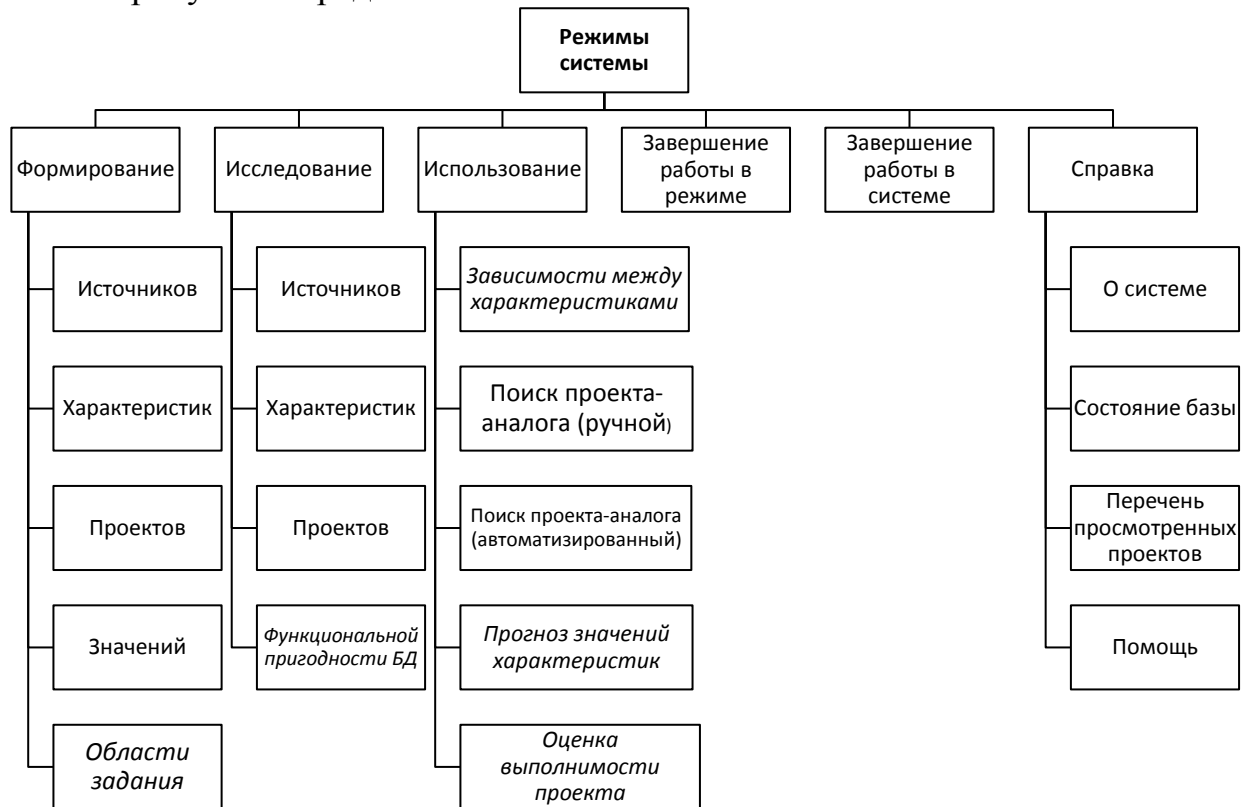 Режимы
системы
Формирование
Исследование
Использование
Завершение
работы в
режиме
Завершение
работы в
системе
Справка
Источников
Характеристик
Проектов
Значений
Области
задания
Источников
Характеристик
Проектов
Функциональной
пригодности БД
Зависимости между
характеристиками
Поиск проекта-
аналога (ручной)
Поиск проекта-аналога
(автоматизированный)
Прогноз значений
характеристик
Оценка
выполнимости
проекта
О системе
Состояние базы
Перечень
просмотренных
проектов
Помощь